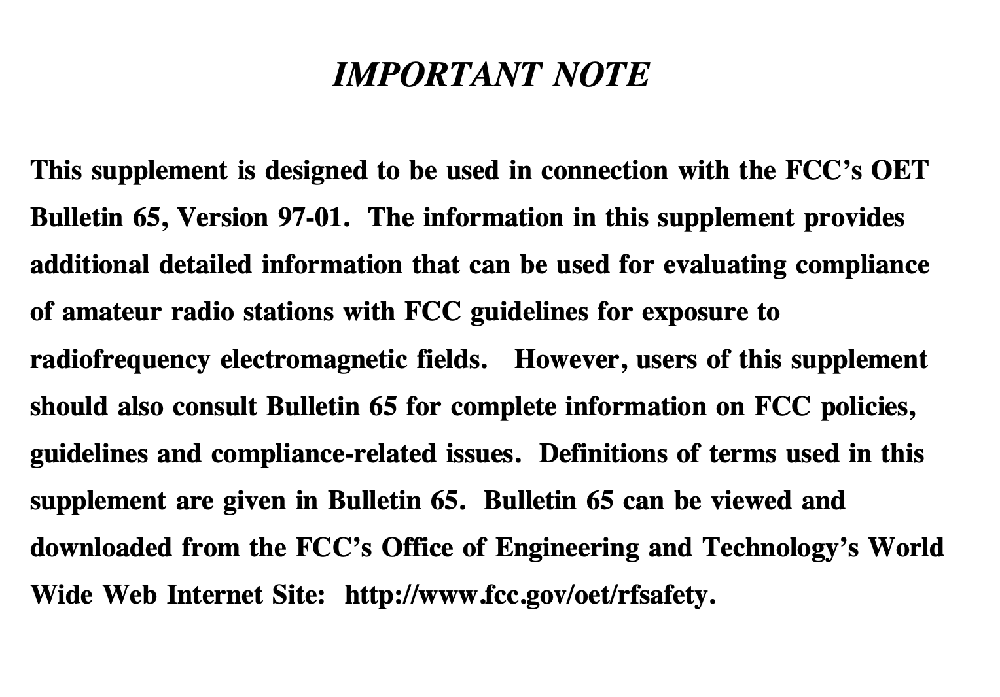 IMPORTANT NOTE
This supplement is designed to be used in connection with the FCC’s OET
Bulletin 65, Version 97-01.  The information in this supplement provides
additional detailed information that can be used for evaluating compliance
of amateur radio stations with FCC guidelines for exposure to
radiofrequency electromagnetic fields.   However, users of this supplement
should also consult Bulletin 65 for complete information on FCC policies,
guidelines and compliance-related issues.  Definitions of terms used in this
supplement are given in Bulletin 65.  Bulletin 65 can be viewed and
downloaded from the FCC’s Office of Engineering and Technology’s World
Wide Web Internet Site:  http://www.fcc.gov/oet/rfsafety.